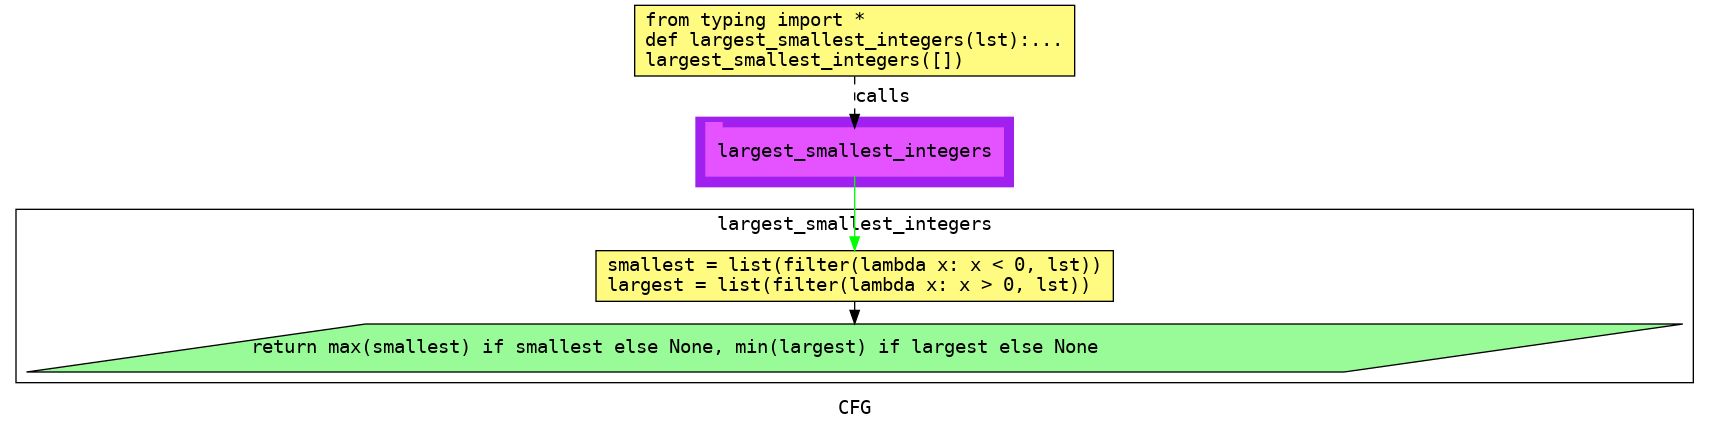 from typing import *
def largest_smallest_integers(lst):...
largest_smallest_integers([])
calls
largest_smallest_integers
largest_smallest_integers
smallest = list(filter(lambda x: x < 0, lst))
largest = list(filter(lambda x: x > 0, lst))
return max(smallest) if smallest else None, min(largest) if largest else None
CFG